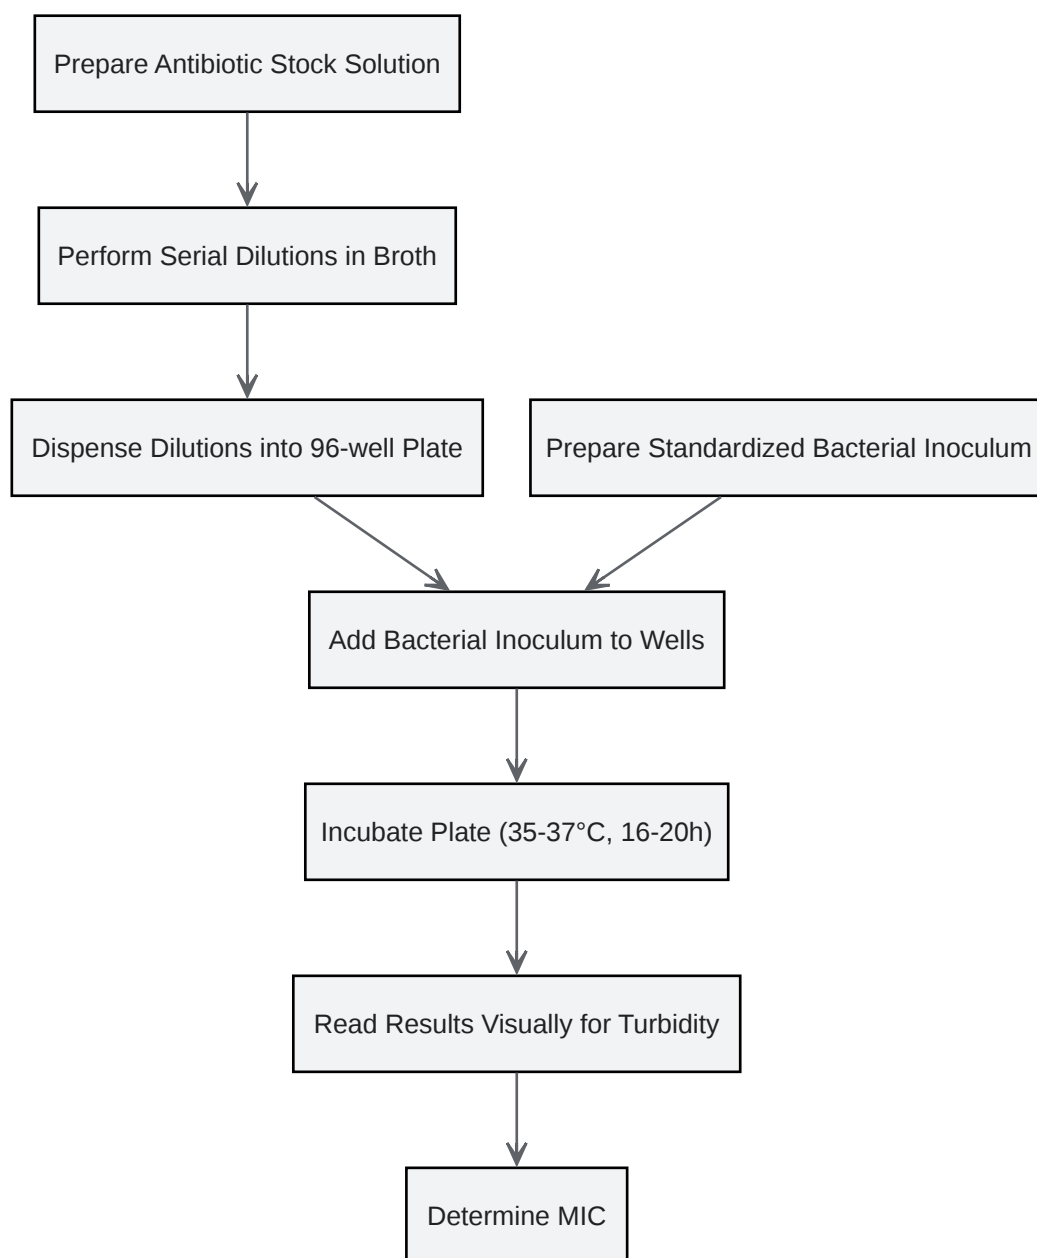 Prepare Antibiotic Stock Solution
Perform Serial Dilutions in Broth
Dispense Dilutions into 96-well Plate
Prepare Standardized Bacterial Inoculum
Add Bacterial Inoculum to Wells
Incubate Plate (35-37°C, 16-20h)
Read Results Visually for Turbidity
Determine MIC